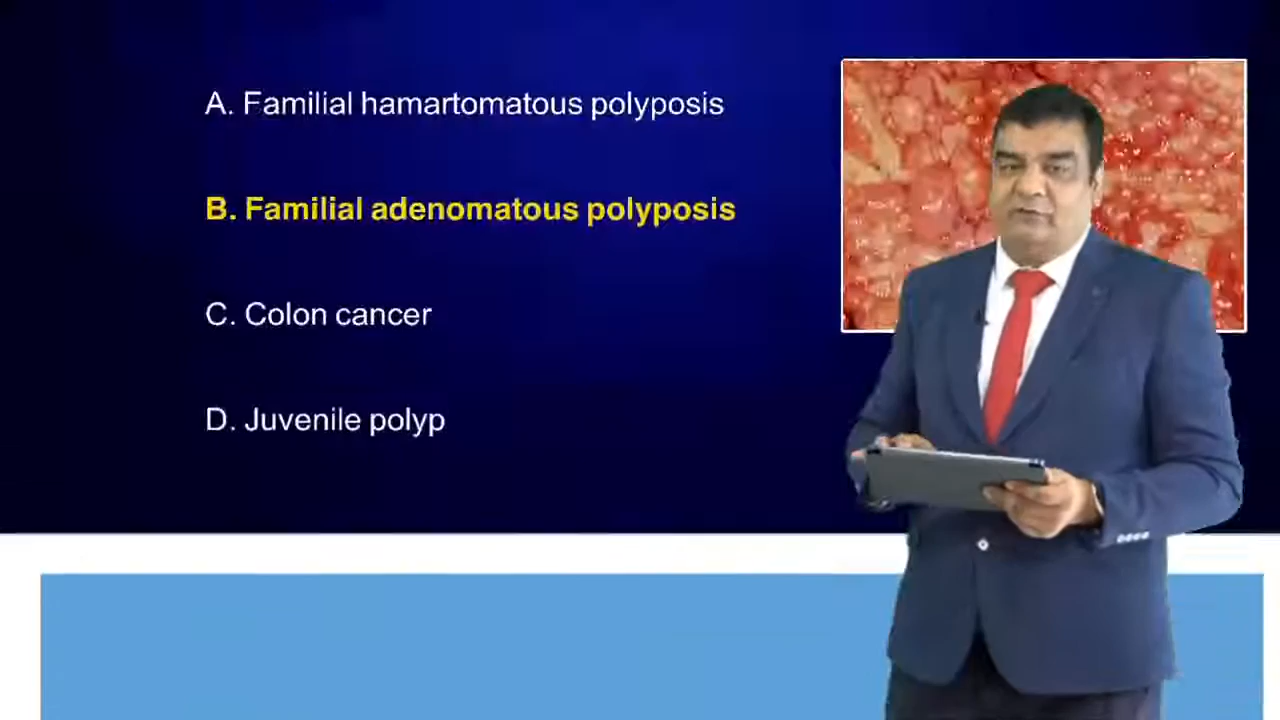 A. Familial hamartomatous polyposis
B. Familial adenomatous polyposis
C. Colon cancer
D. Juvenile polyp